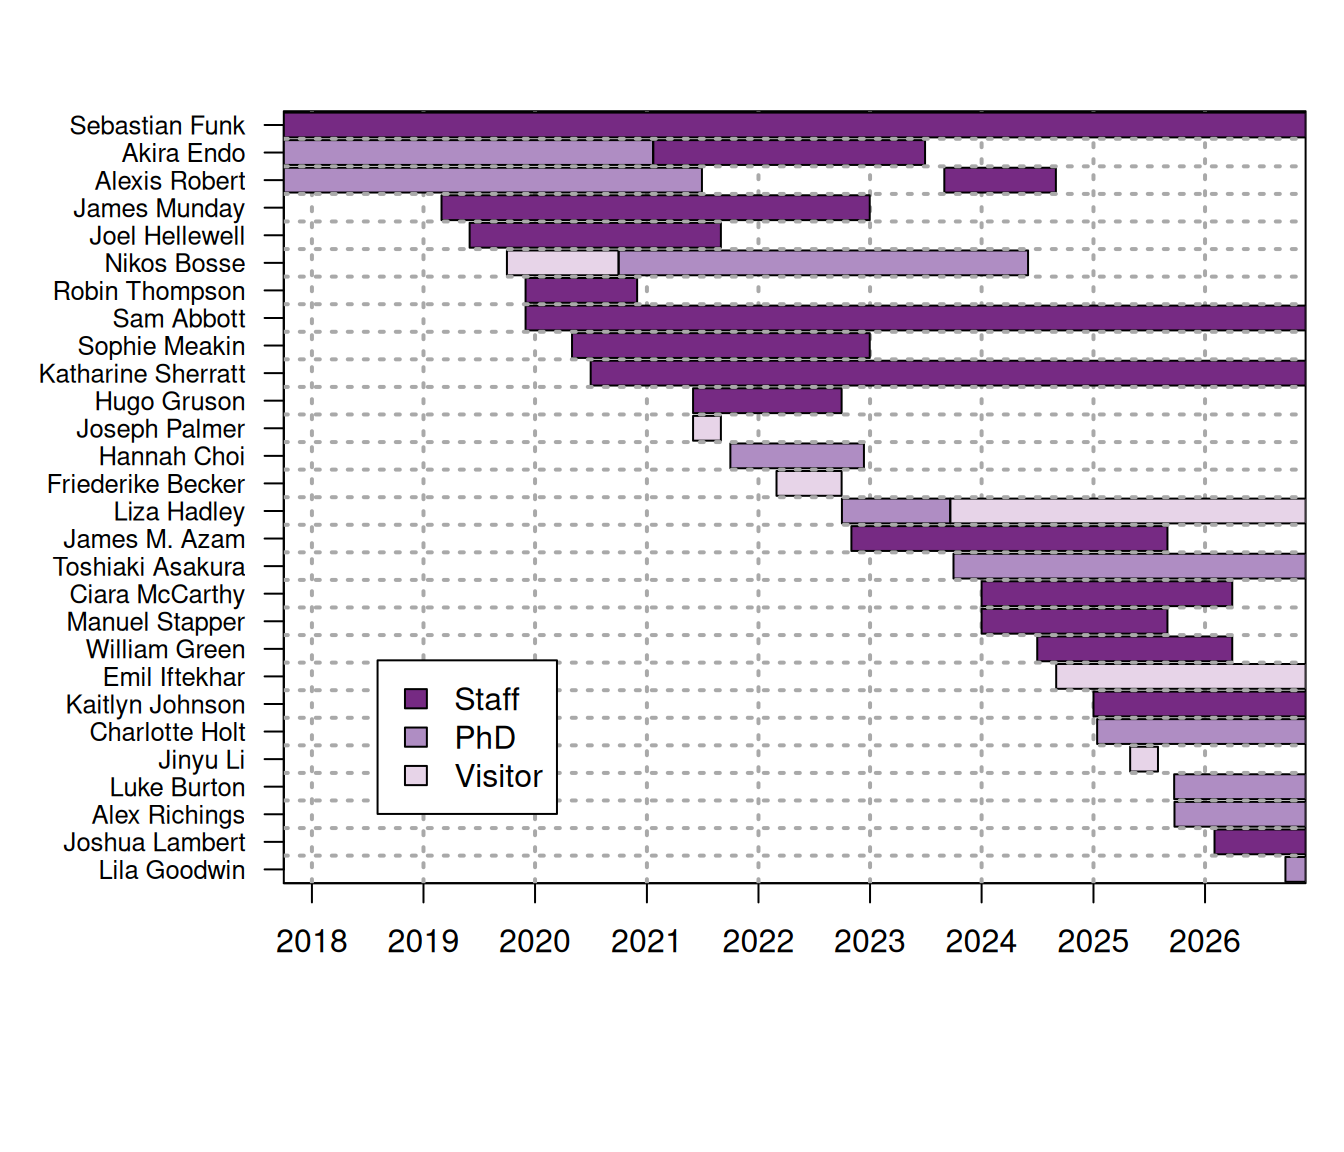 Sebastian Funk
Akira Endo
Alexis Robert
James Munday
Joel Hellewell
Nikos Bosse
Robin Thompson
Sam Abbott
Sophie Meakin
Katharine Sherratt
Hugo Gruson
Joseph Palmer
Hannah Choi
Friederike Becker
Liza Hadley
James M. Azam
Toshiaki Asakura
Ciara McCarthy
Manuel Stapper
William Green
Emil Iftekhar
Kaitlyn Johnson
Charlotte Holt
Jinyu Li
Luke Burton
Alex Richings
Joshua Lambert
Lila Goodwin
Staff
PhD
Visitor
2018 2019 2020 2021 2022 2023 2024 2025 2026